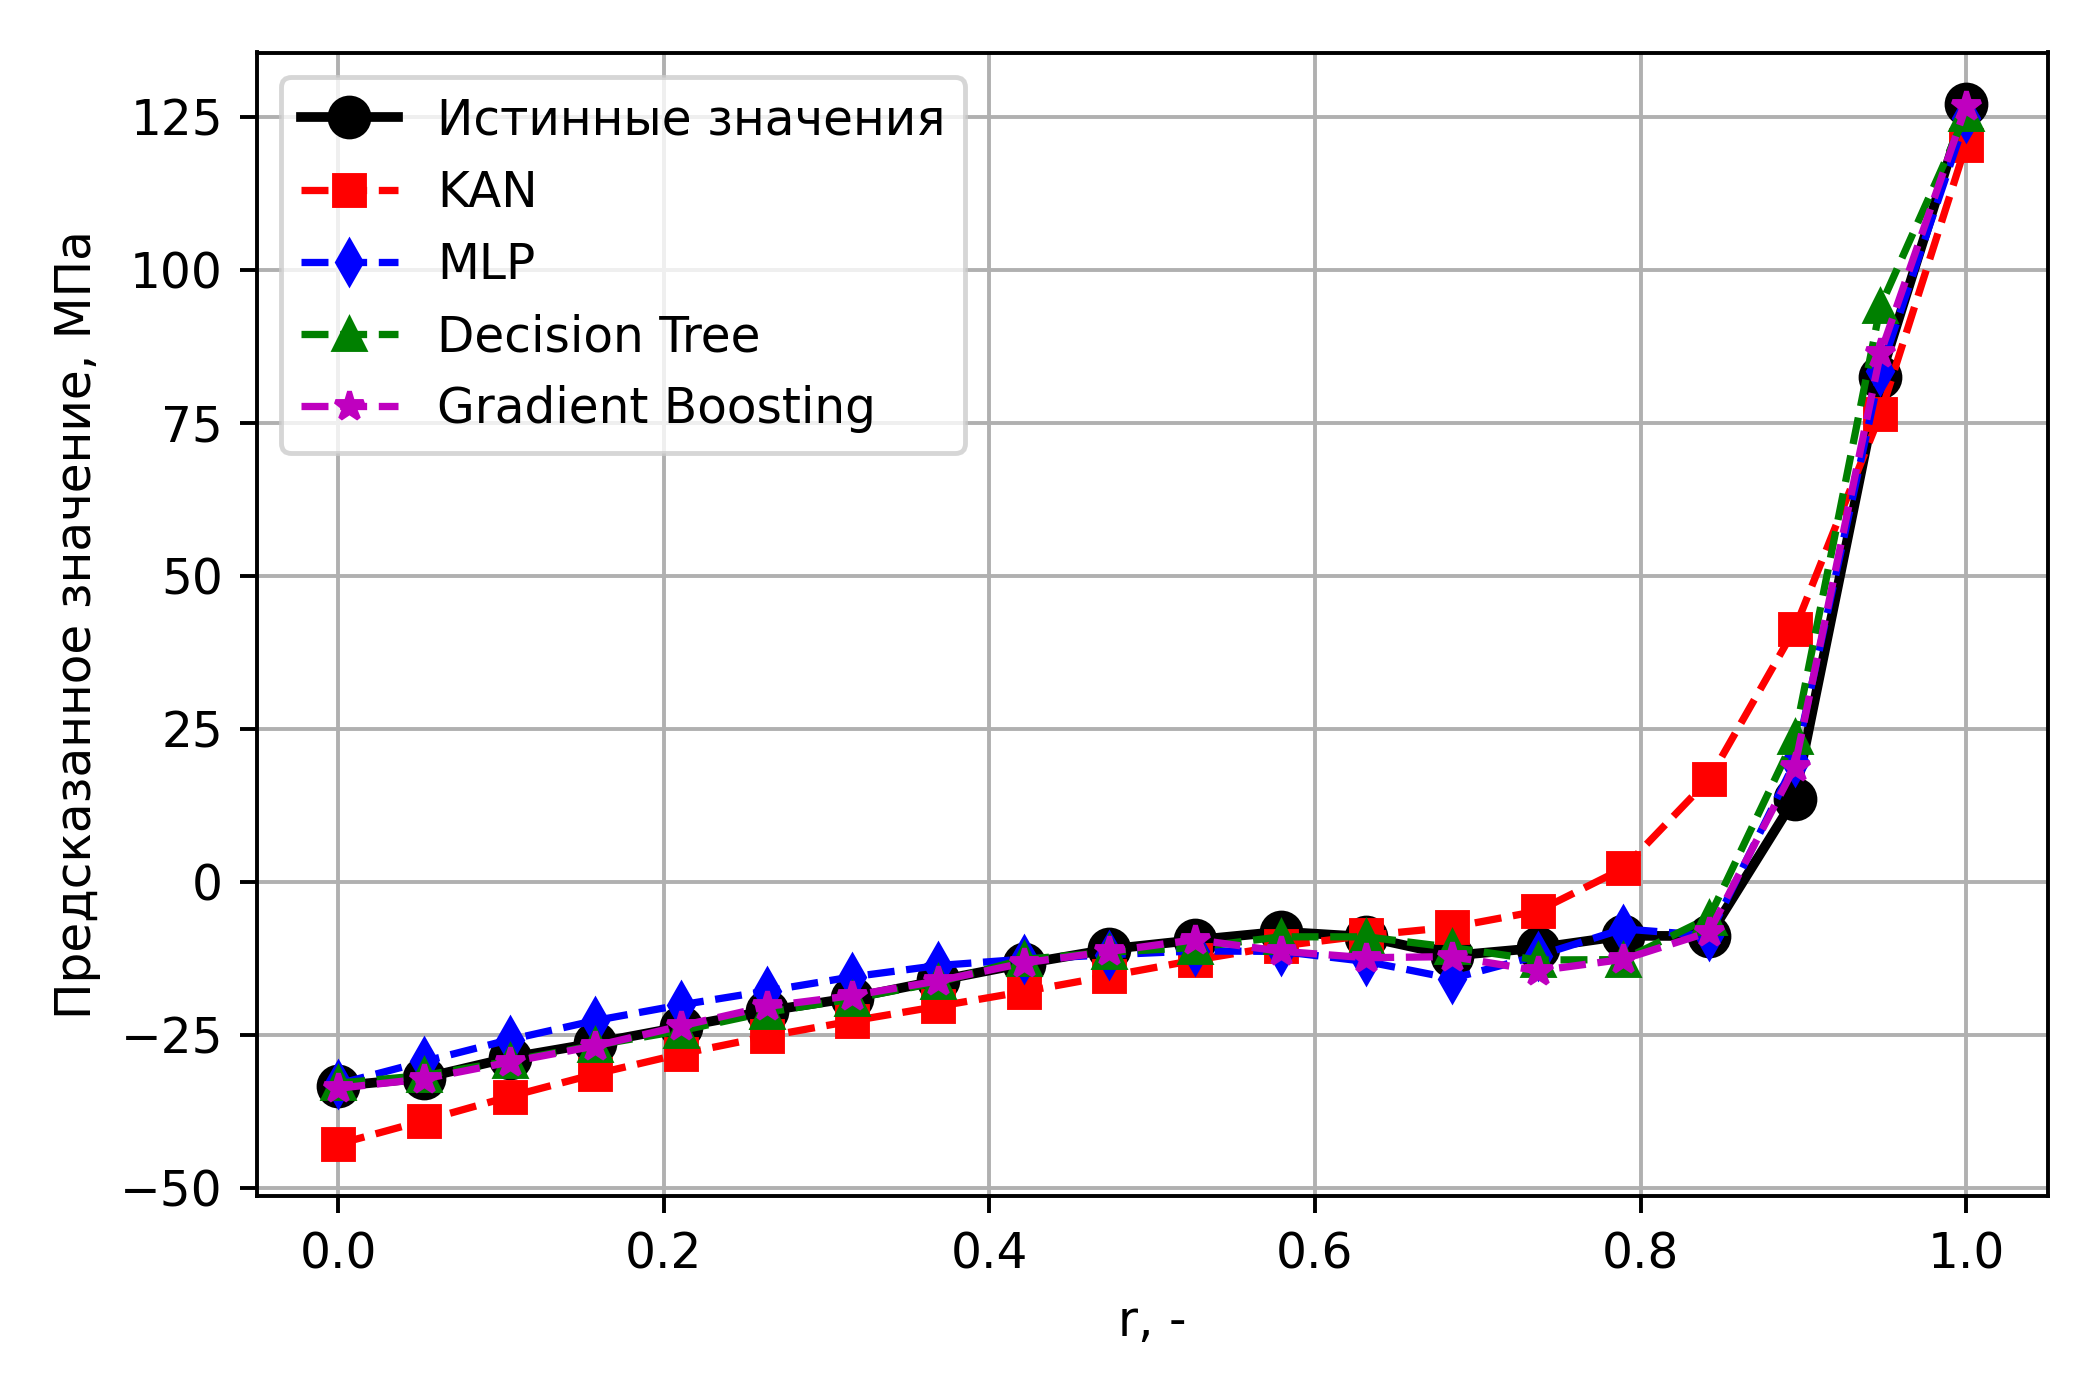 Истинные значения
KAN
MLP
Decision Tree
Gradient Boosting
Предсказанное значение, МПа
125
100
75
50
25
0
−25
−50
0.0 0.2 0.4 0.6 0.8 1.0
r, -